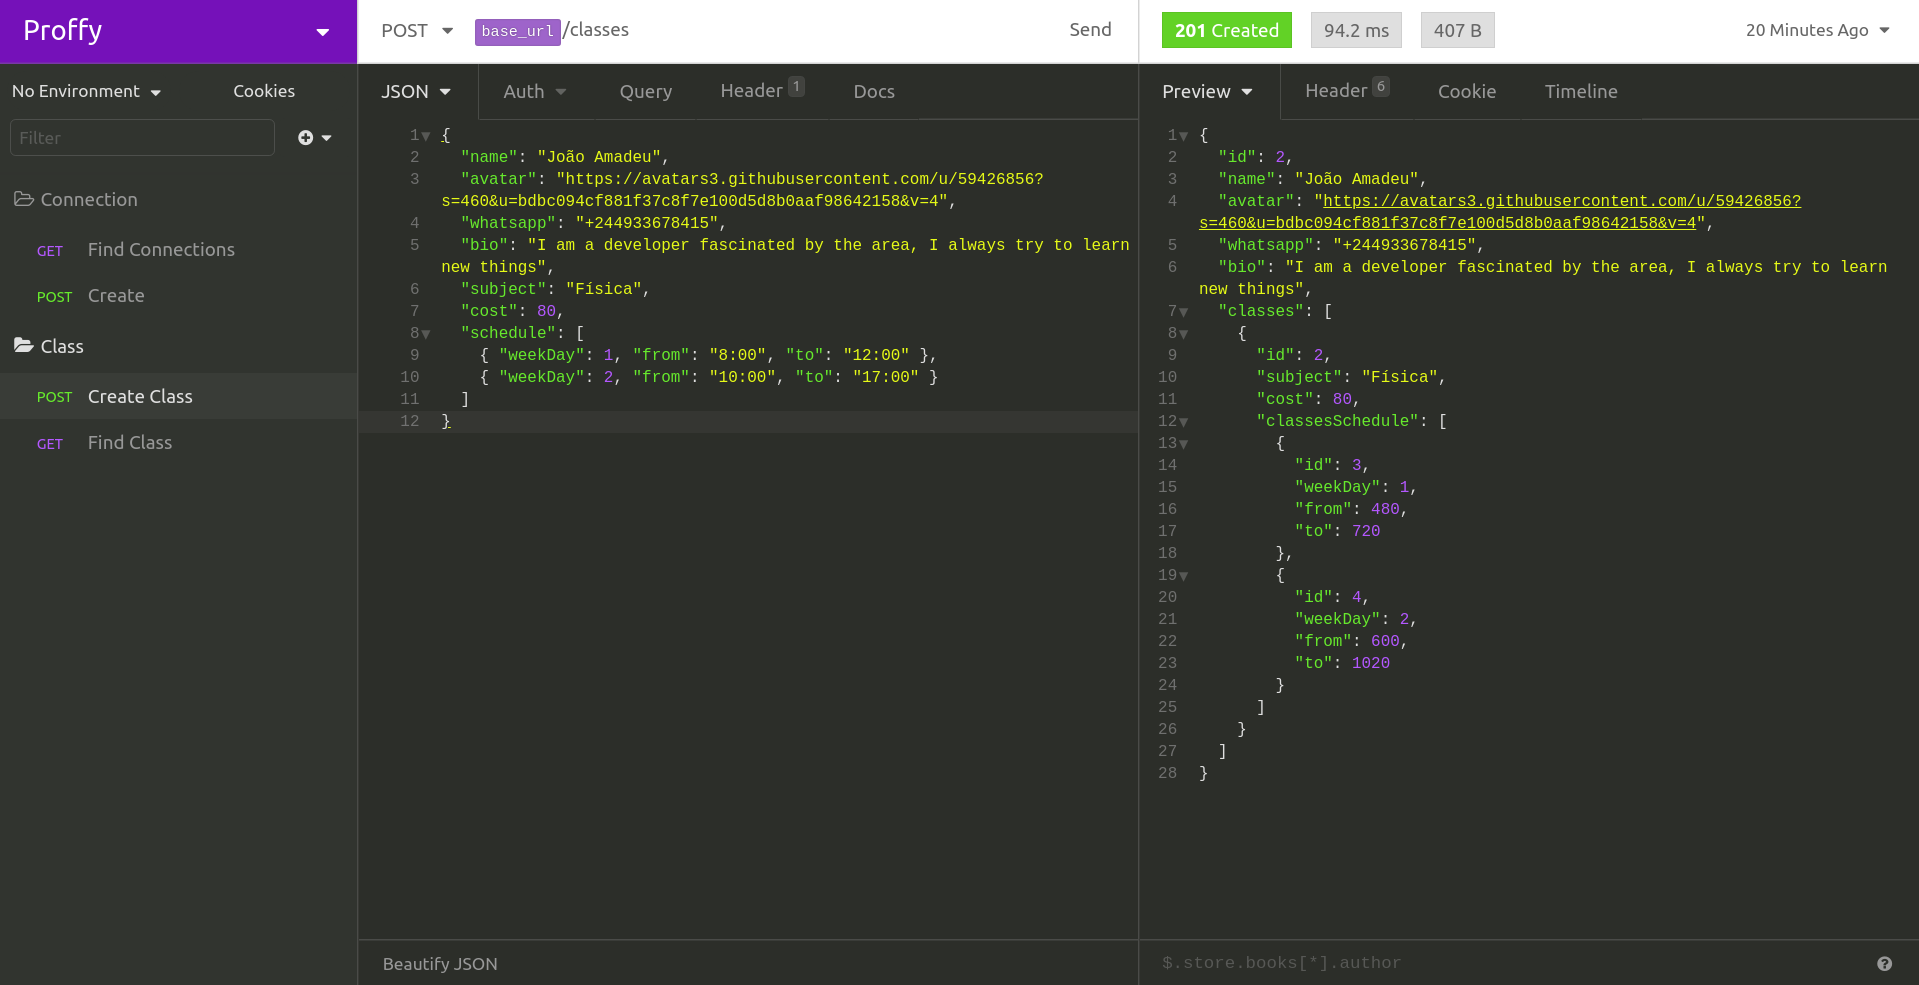 Proffy
No Environment
Cookies
Filter
Connection
GET Find Connections
POST Create
Class
POST Create Class
GET Find Class
POST
base_url/classes
Send
JSON
Auth
Query
Header 1
Docs
1 {
2 "name": "João Amadeu",
3 "avatar": "https://avatars3.githubusercontent.com/u/59426856?
s=460&u=bdbc094cf881f37c8f7e100d5d8b0aaf98642158&v=4",
4 "whatsapp": "+244933678415",
5 "bio": "I am a developer fascinated by the area, I always try to learn
new things",
6 "subject": "Física",
7 "cost": 80,
8 "schedule": [
9 { "weekDay": 1, "from": "8:00", "to": "12:00" },
10 { "weekDay": 2, "from": "10:00", "to": "17:00" }
11 ]
12 }
Beautify JSON
201 Created
94.2 ms
407 B
20 Minutes Ago
Preview
Header 6
Cookie
Timeline
1 {
2 "id": 2,
3 "name": "João Amadeu",
4 "avatar": "https://avatars3.githubusercontent.com/u/59426856?
s=460&u=bdbc094cf881f37c8f7e100d5d8b0aaf98642158&v=4",
5 "whatsapp": "+244933678415",
6 "bio": "I am a developer fascinated by the area, I always try to learn
new things",
7 "classes": [
8 {
9 "id": 2,
10 "subject": "Física",
11 "cost": 80,
12 "classesSchedule": [
13 {
14 "id": 3,
15 "weekDay": 1,
16 "from": 480,
17 "to": 720
18 },
19 {
20 "id": 4,
21 "weekDay": 2,
22 "from": 600,
23 "to": 1020
24 }
25 ]
26 }
27 ]
28 }
$.store.books[*].author